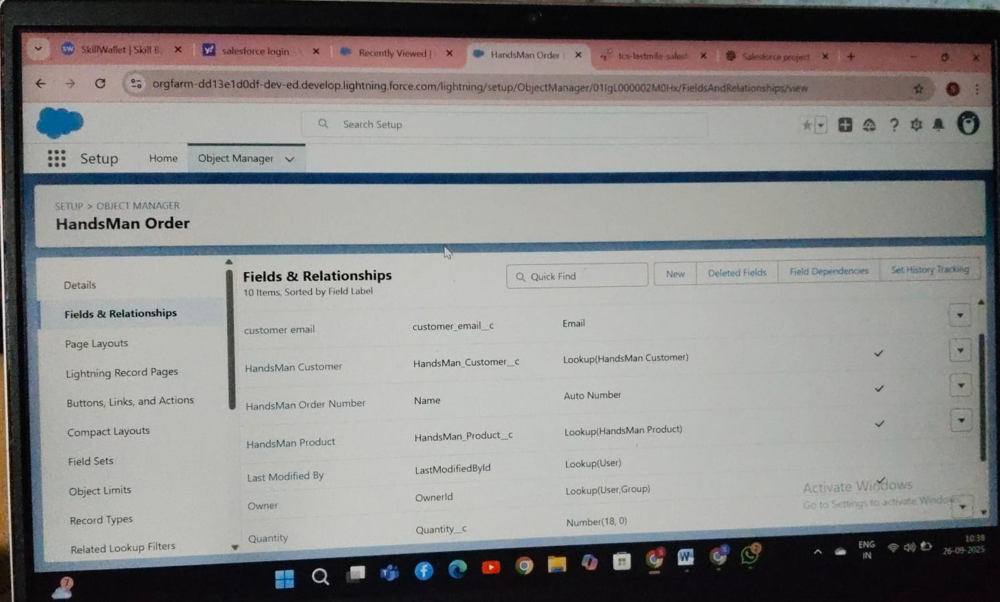 SW SkillWallet | Skill B
y! salesforce login
Recently Viewed |
HandsMan Order |
tcs-lastmile-salest
Salesforce project
orgfarm-dd13e1d0df-dev-ed.develop.lightning.force.com/lightning/setup/ObjectManager/01IgL000002M0Hx/FieldsAndRelationships/view
S
Search Setup
Setup Home Object Manager
SETUP > OBJECT MANAGER
HandsMan Order
Details
Fields & Relationships
Page Layouts
Lightning Record Pages
Buttons, Links, and Actions
Compact Layouts
Field Sets
Object Limits
Record Types
Related Lookup Filters
Fields & Relationships
10 Items, Sorted by Field Label
Quick Find
New Deleted Fields Field Dependencies Set History Tracking
customer email customer_email__c Email
HandsMan Customer HandsMan_Customer__c Lookup(HandsMan Customer)
HandsMan Order Number Name Auto Number
HandsMan Product HandsMan_Product__c Lookup(HandsMan Product)
Last Modified By LastModifiedById Lookup(User)
Owner OwnerId Lookup(User,Group)
Quantity Quantity__c Number(18, 0)
Activate Windows
Go to Settings to activate Windows.
7
W
2
ENG
IN
10:38
26-09-2025